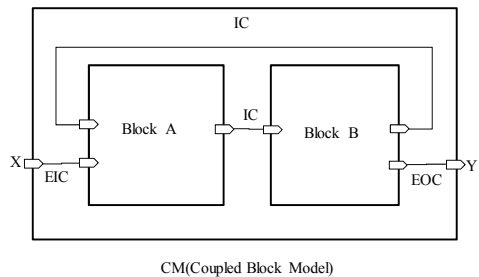 IC
Block A
IC
Block B
X
EIC
EOC
Y
CM(Coupled Block Model)